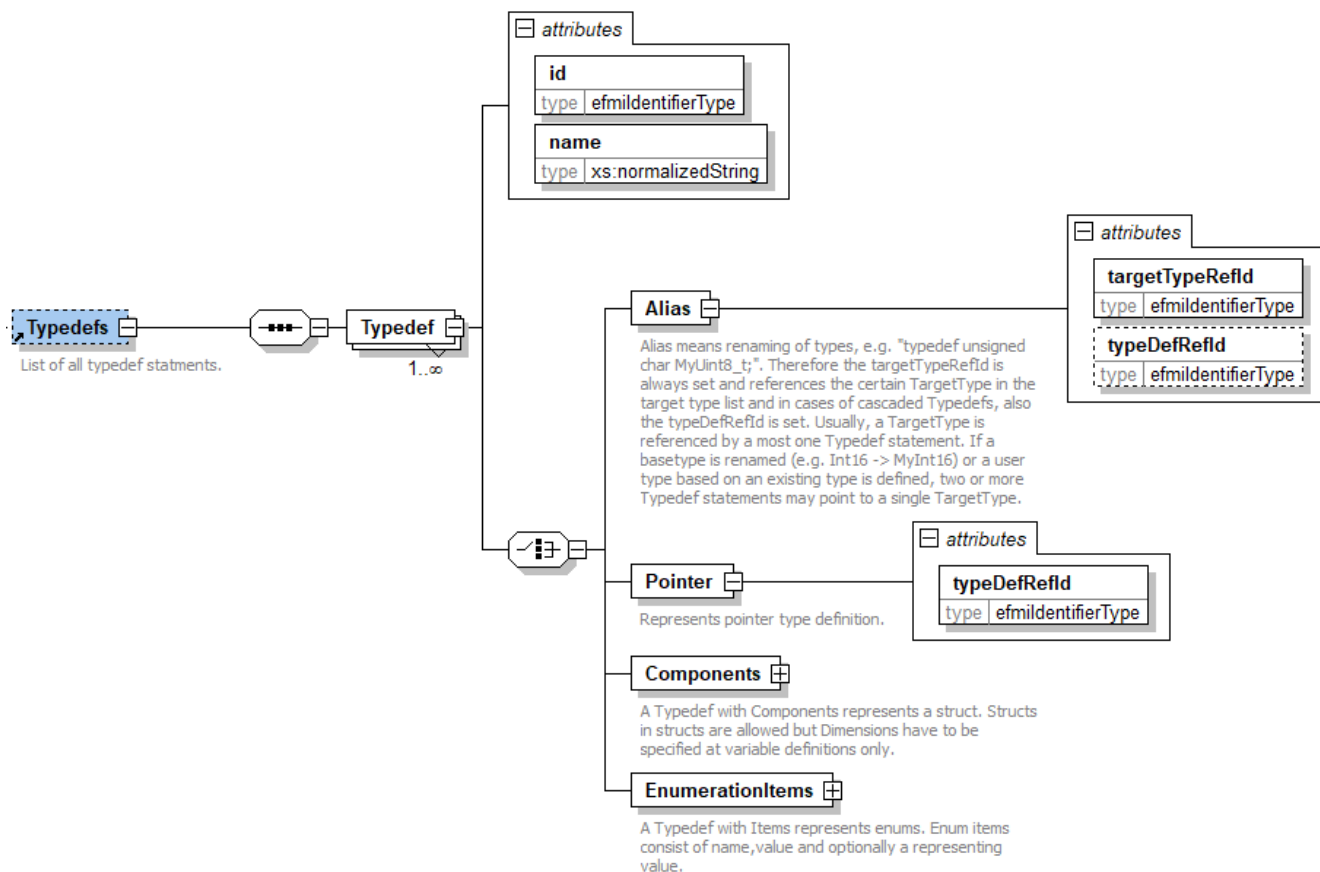 attributes
id
type efmiIdentifierType
name
type xs:normalizedString
Typedefs
List of all typedef statments.
Typedef
1..∞
Alias
Alias means renaming of types, e.g. "typedef unsigned
char MyUint8_t;". Therefore the targetTypeRefId is
always set and references the certain TargetType in the
target type list and in cases of cascaded Typedefs, also
the typeDefRefId is set. Usually, a TargetType is
referenced by a most one Typedef statement. If a
basetype is renamed (e.g. Int16 -> MyInt16) or a user
type based on an existing type is defined, two or more
Typedef statements may point to a single TargetType.
attributes
targetTypeRefId
type efmiIdentifierType
typeDefRefId
type efmiIdentifierType
Pointer
Represents pointer type definition.
attributes
typeDefRefId
type efmiIdentifierType
Components
A Typedef with Components represents a struct. Structs
in structs are allowed but Dimensions have to be
specified at variable definitions only.
EnumerationItems
A Typedef with Items represents enums. Enum items
consist of name,value and optionally a representing
value.